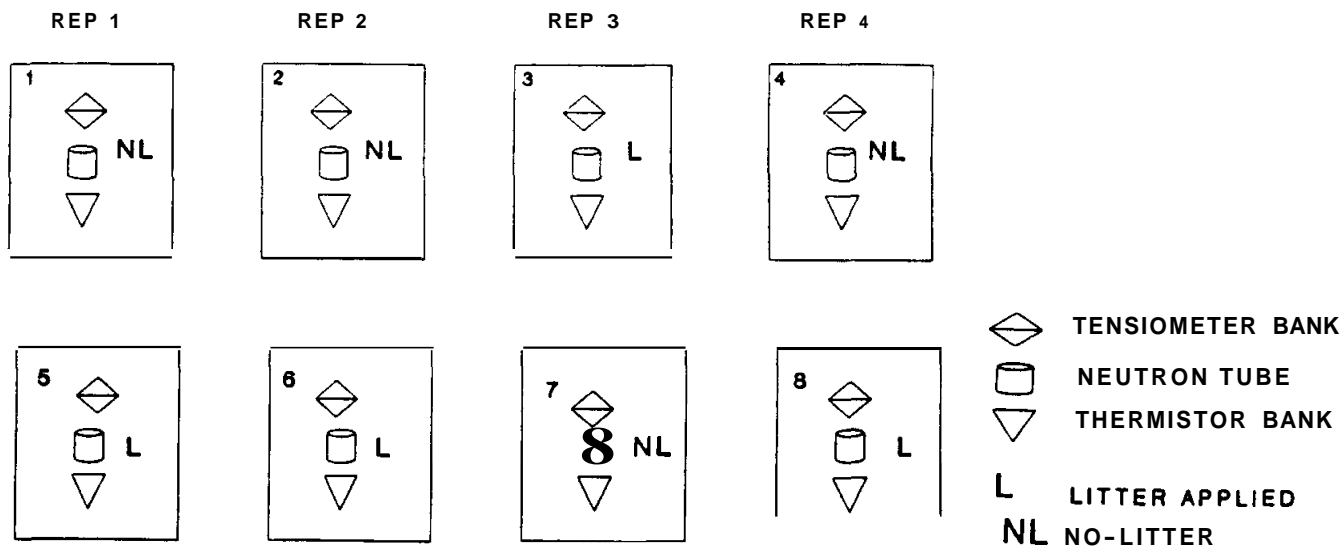 REP 1 REP 2 REP 3 REP 4
1 2 3 4
NL NL L NL
5 6 7 8
L L 8 NL L
TENSIOMETER BANK
NEUTRON TUBE
THERMISTOR BANK
L LITTER APPLIED
NL NO-LITTER